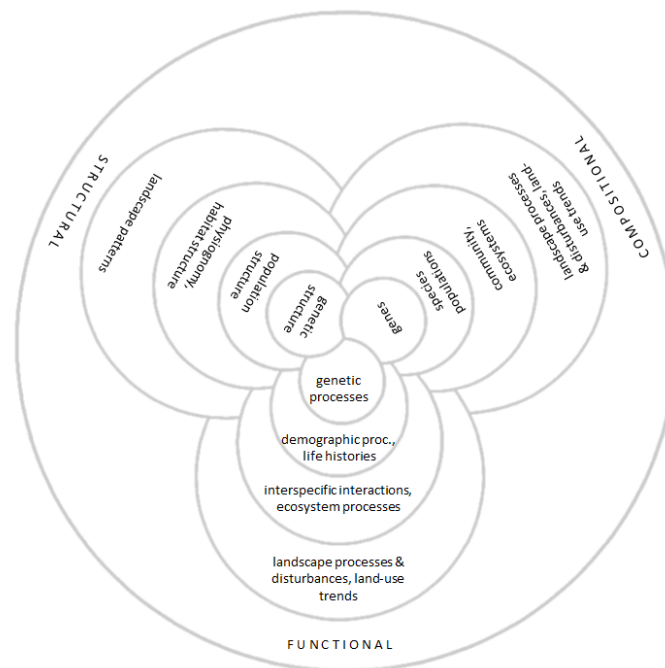 STRUCTURAL
landscape patterns
physiognomy,
habitat structure
population
structure
genetic
structure
COMPOSITIONAL
landscape processes
& disturbances, land-
use trends
community,
ecosystems
species
populations
genes
genetic
processes
demographic proc.,
life histories
interspecific interactions,
ecosystem processes
landscape processes &
disturbances, land-use
trends
FUNCTIONAL